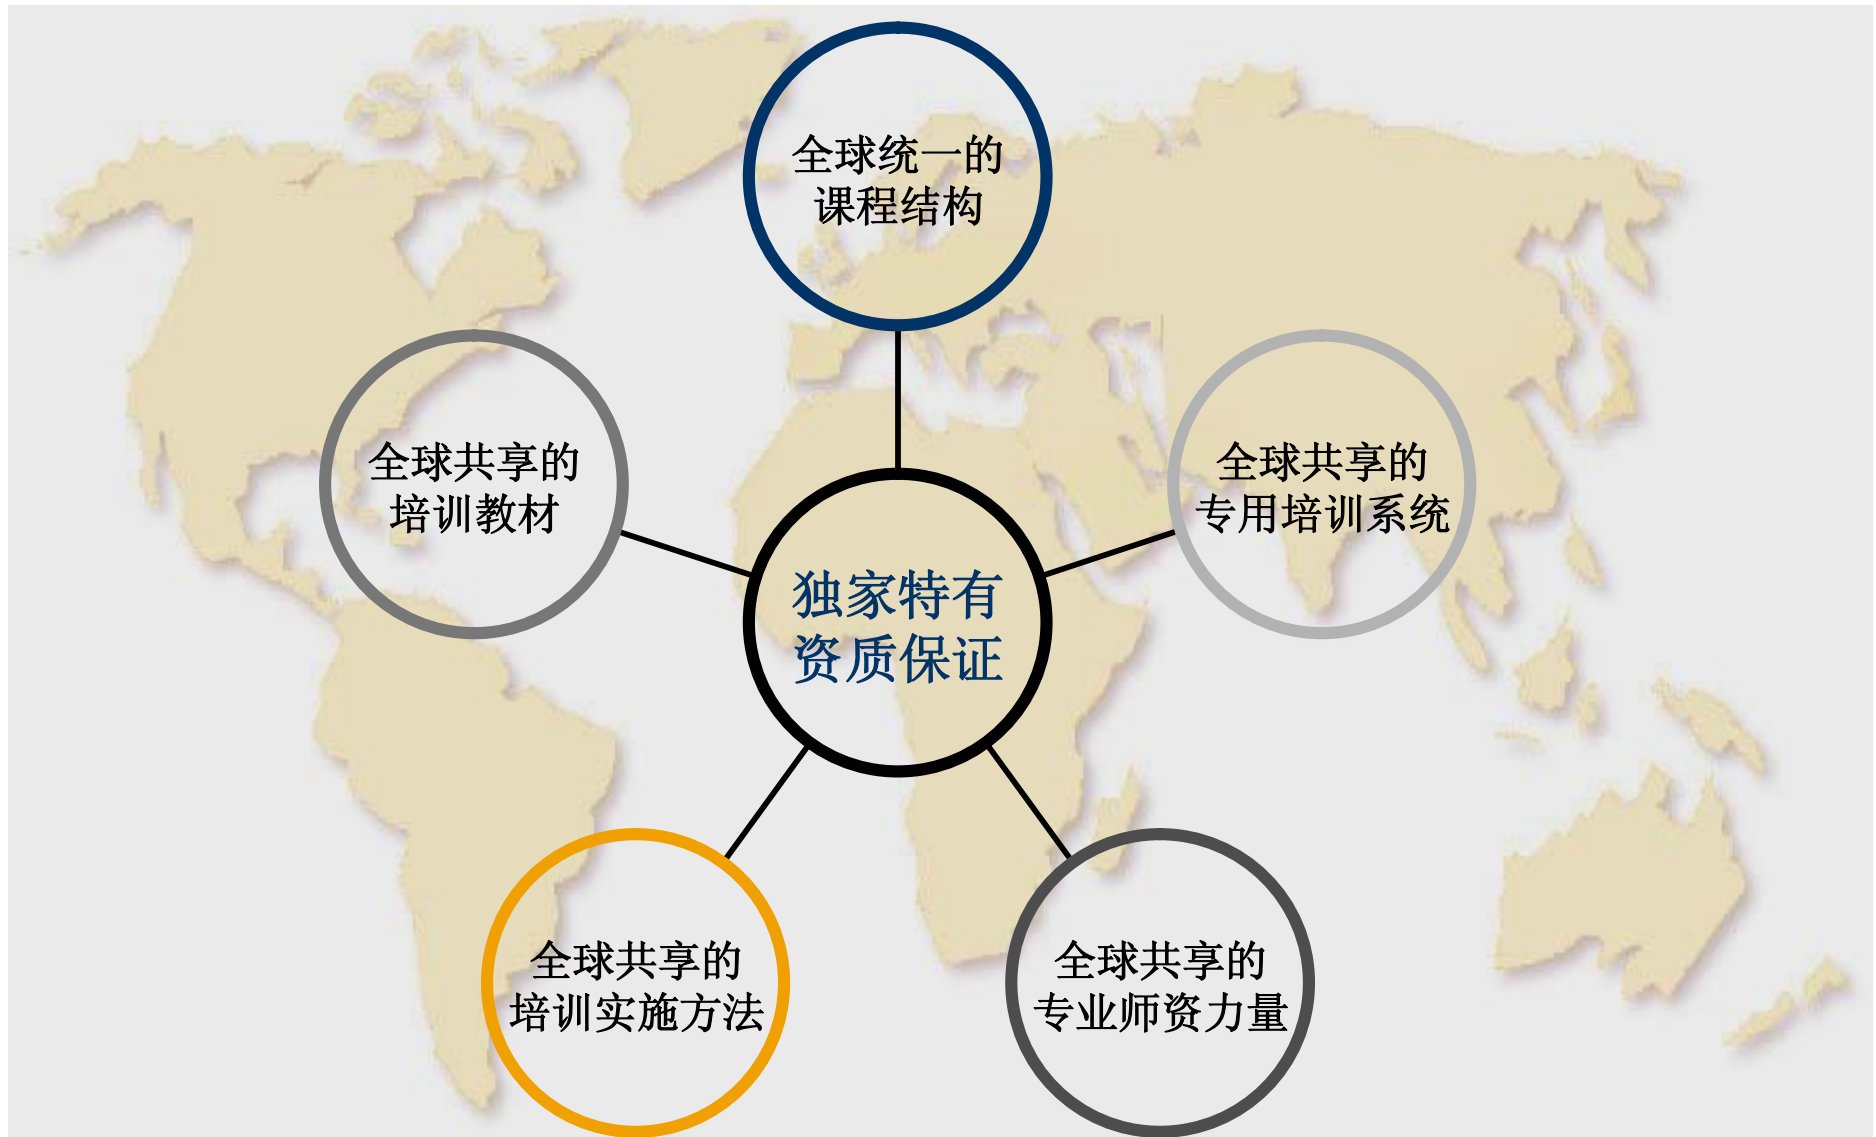 全球统一的
课程结构
全球共享的
培训教材
全球共享的
专用培训系统
独家特有
资质保证
全球共享的
培训实施方法
全球共享的
专业师资力量